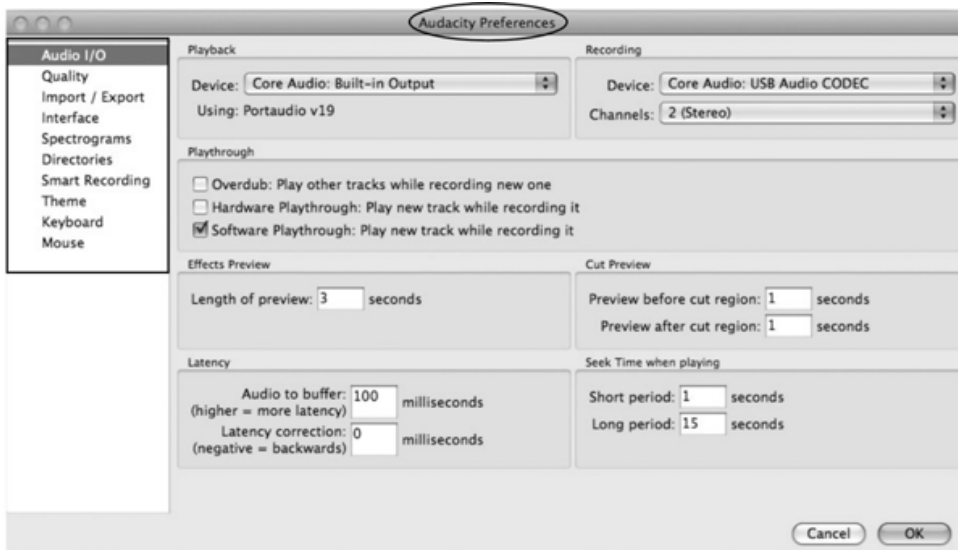 Audacity Preferences
Audio I/O
Quality
Import / Export
Interface
Spectrograms
Directories
Smart Recording
Theme
Keyboard
Mouse
Playback
Device: Core Audio: Built-in Output
Using: Portaudio v19
Recording
Device: Core Audio: USB Audio CODEC
Channels: 2 (Stereo)
Playthrough
Overdub: Play other tracks while recording new one
Hardware Playthrough: Play new track while recording it
Software Playthrough: Play new track while recording it
Effects Preview
Length of preview: 3 seconds
Cut Preview
Preview before cut region: 1 seconds
Preview after cut region: 1 seconds
Latency
Audio to buffer: 100 milliseconds
(higher = more latency)
Latency correction: 0 milliseconds
(negative = backwards)
Seek Time when playing
Short period: 1 seconds
Long period: 15 seconds
Cancel
OK